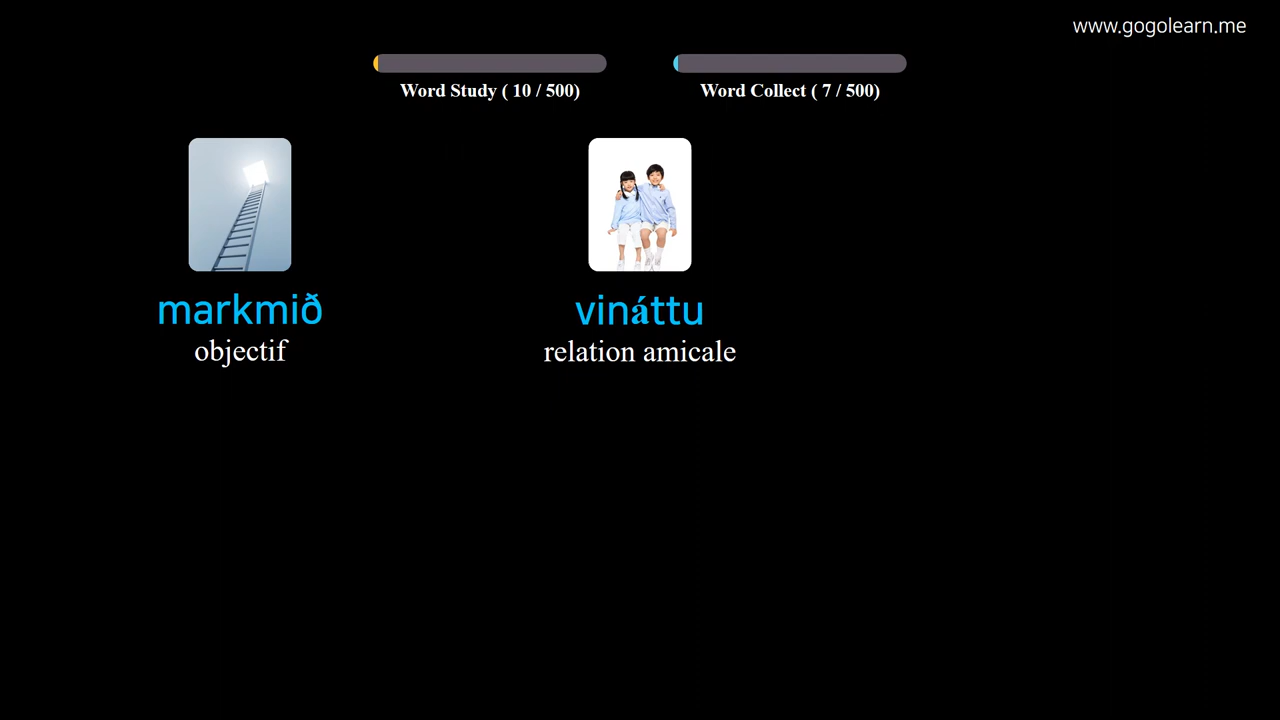 www.gogolearn.me
Word Study ( 10 / 500)
Word Collect ( 7 / 500)
markmið
vináttu
objectif
relation amicale